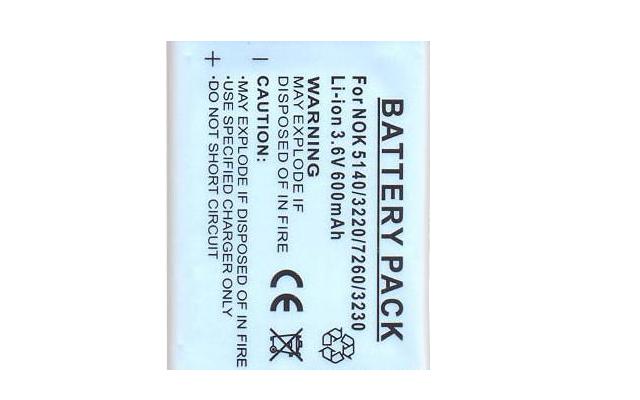 BATTERY PACK
For NOK 5140/3220/7260/3230
Li-ion 3.6V 600mAh
WARNING
MAY EXPLODE IF
DISPOSED OF IN FIRE
CE
CAUTION:
·MAY EXPLODE IF DISPOSED OF IN FIRE
·USE SPECIFIED CHARGER ONLY
·DO NOT SHORT CIRCUIT
− +